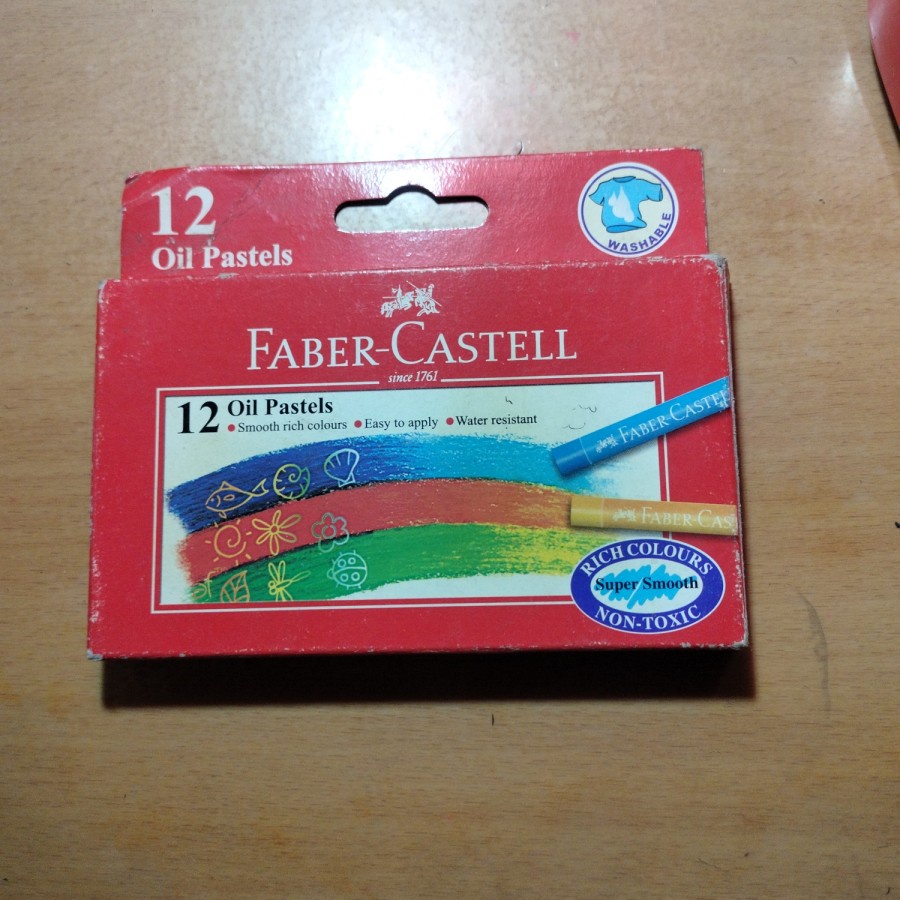 12
Oil Pastels
WASHABLE
FABER-CASTELL
since 1761
12 Oil Pastels
Smooth rich colours Easy to apply Water resistant
FABER CASTEL
FABER-CAS
RICH COLOURS
Super Smooth
NON-TOXIC